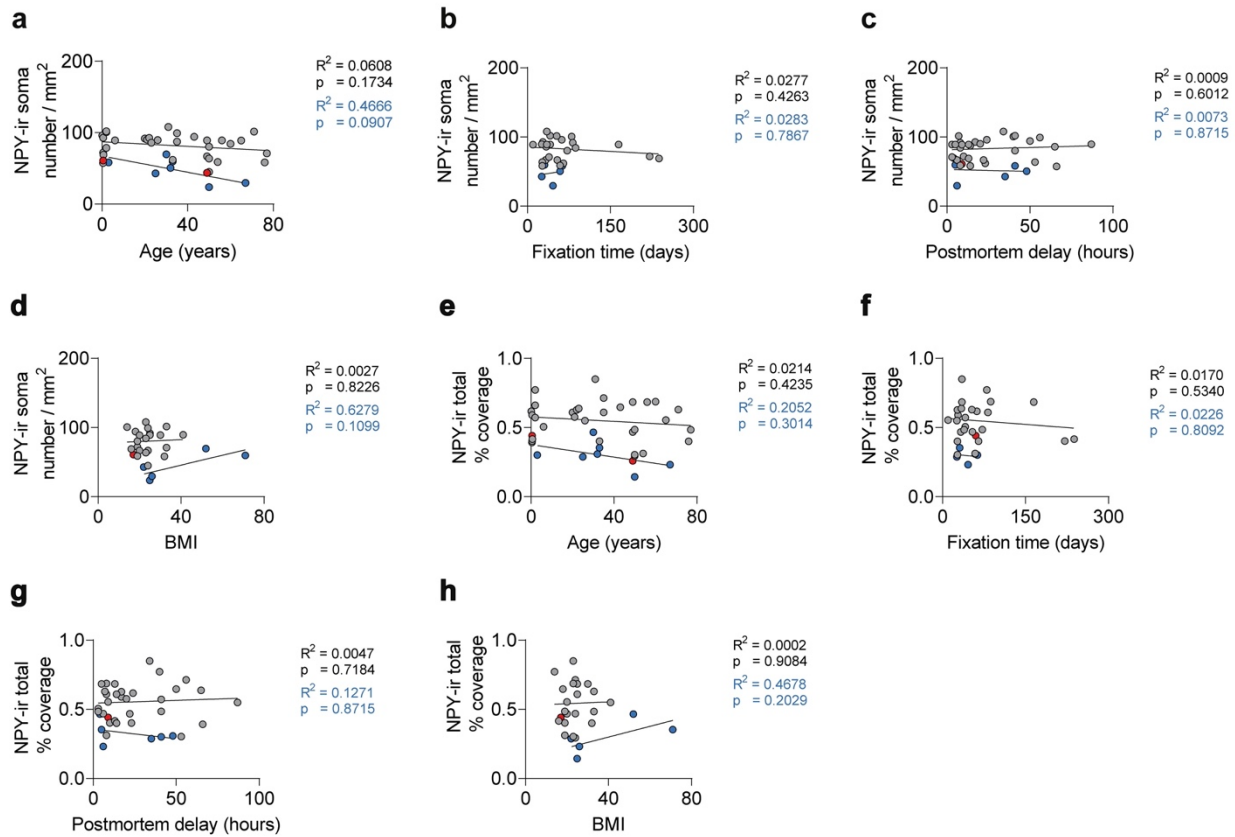 a
NPY-ir soma
number / mm²
200
100
0
0
40
80
Age (years)
R² = 0.0608
p = 0.1734
R² = 0.4666
p = 0.0907
b
NPY-ir soma
number / mm²
200
100
0
0
150
300
Fixation time (days)
R² = 0.0277
p = 0.4263
R² = 0.0283
p = 0.7867
c
NPY-ir soma
number / mm²
200
100
0
0
50
100
Postmortem delay (hours)
R² = 0.0009
p = 0.6012
R² = 0.0073
p = 0.8715
d
NPY-ir soma
number / mm²
200
100
0
0
40
80
BMI
R² = 0.0027
p = 0.8226
R² = 0.6279
p = 0.1099
e
NPY-ir total
% coverage
1.0
0.5
0.0
0
40
80
Age (years)
R² = 0.0214
p = 0.4235
R² = 0.2052
p = 0.3014
f
NPY-ir total
% coverage
1.0
0.5
0.0
0
150
300
Fixation time (days)
R² = 0.0170
p = 0.5340
R² = 0.0226
p = 0.8092
g
NPY-ir total
% coverage
1.0
0.5
0.0
0
50
100
Postmortem delay (hours)
R² = 0.0047
p = 0.7184
R² = 0.1271
p = 0.8715
h
NPY-ir total
% coverage
1.0
0.5
0.0
0
40
80
BMI
R² = 0.0002
p = 0.9084
R² = 0.4678
p = 0.2029